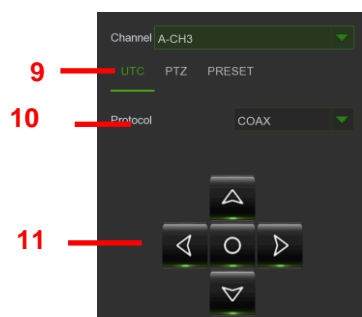 Channel A-CH3
9 UTC PTZ PRESET
10 Protocol COAX
11